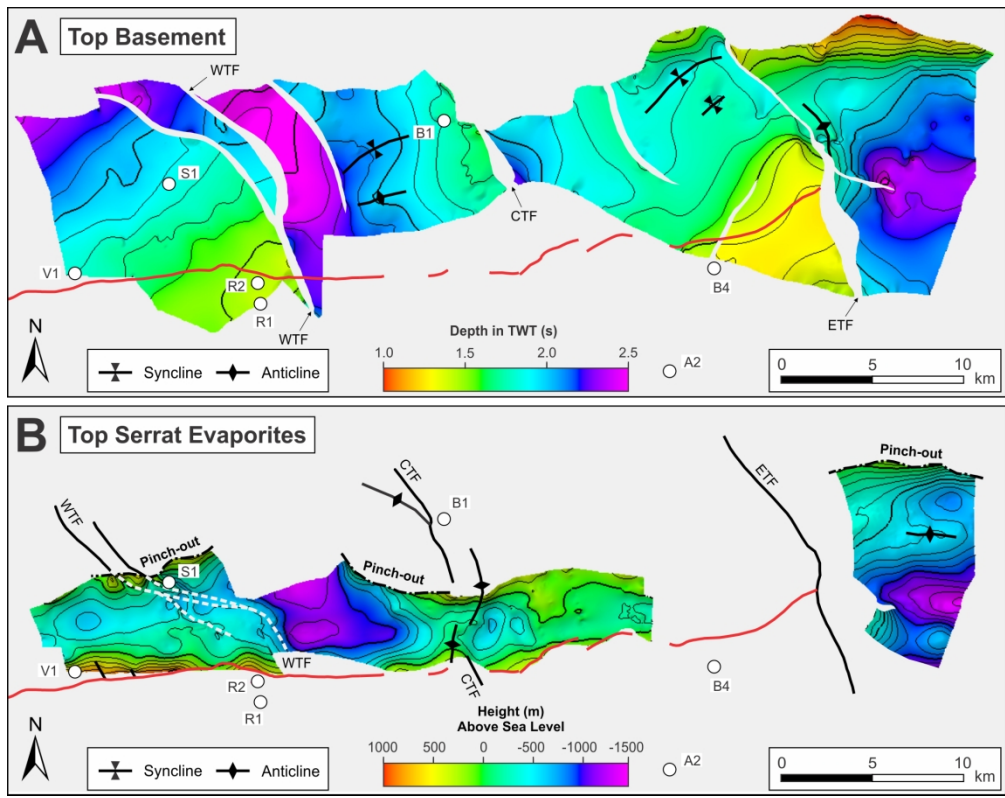 A
Top Basement
WTF
B1
S1
CTF
V1
R2
R1
WTF
B4
ETF
N
Syncline
Anticline
Depth in TWT (s)
1.0 1.5 2.0 2.5
A2
0 5 10
km
B
Top Serrat Evaporites
CTF
Pinch-out
WTF
B1
ETF
Pinch-out
S1
Pinch-out
V1
WTF
R2
R1
CTF
B4
N
Syncline
Anticline
Height (m)
Above Sea Level
1000 500 0 -500 -1000 -1500
A2
0 5 10
km